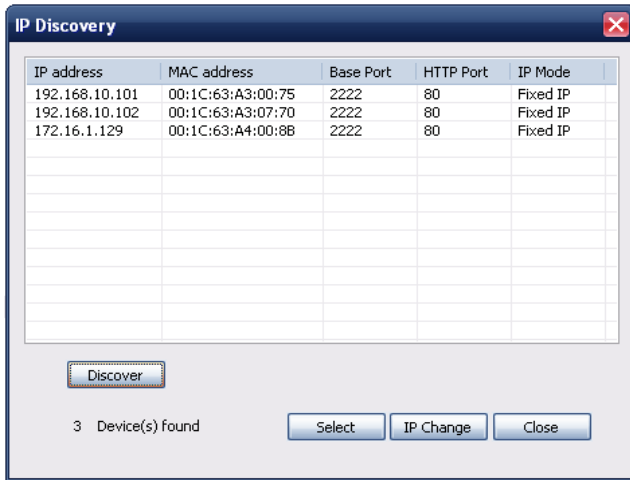 IP Discovery
IP address MAC address Base Port HTTP Port IP Mode
192.168.10.101 00:1C:63:A3:00:75 2222 80 Fixed IP
192.168.10.102 00:1C:63:A3:07:70 2222 80 Fixed IP
172.16.1.129 00:1C:63:A4:00:8B 2222 80 Fixed IP
Discover
3 Device(s) found Select IP Change Close